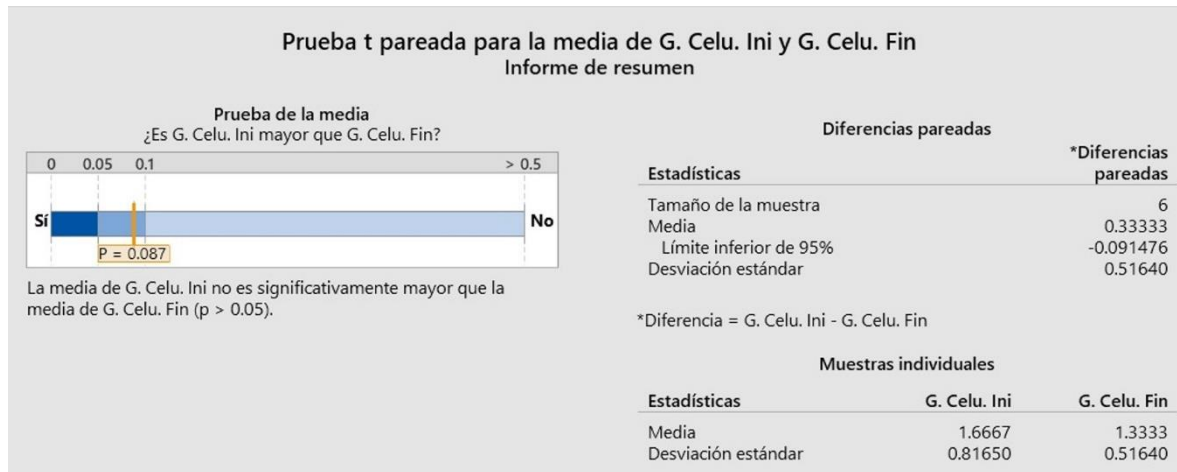 Prueba t pareada para la media de G. Celu. Ini y G. Celu. Fin
Informe de resumen
Prueba de la media
¿Es G. Celu. Ini mayor que G. Celu. Fin?
0 0.05 0.1 > 0.5
Sí No
P = 0.087
La media de G. Celu. Ini no es significativamente mayor que la
media de G. Celu. Fin (p > 0.05).
Diferencias pareadas
*Diferencias
Estadísticas pareadas
Tamaño de la muestra 6
Media 0.33333
Límite inferior de 95% -0.091476
Desviación estándar 0.51640
*Diferencia = G. Celu. Ini - G. Celu. Fin
Muestras individuales
Estadísticas G. Celu. Ini G. Celu. Fin
Media 1.6667 1.3333
Desviación estándar 0.81650 0.51640